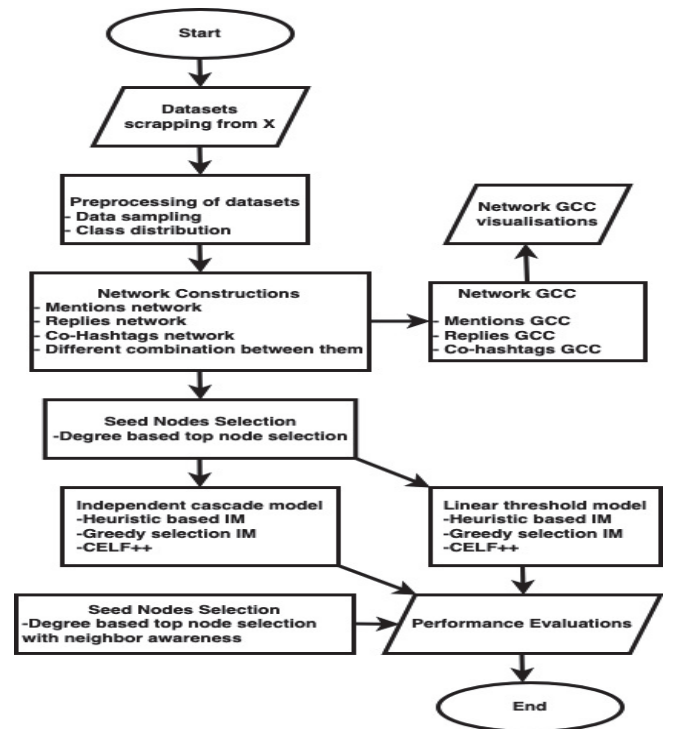 Start
Datasets
scrapping from X
Preprocessing of datasets
- Data sampling
- Class distribution
Network GCC
visualisations
Network Constructions
- Mentions network
- Replies network
- Co-Hashtags network
- Different combination between them
Network GCC
- Mentions GCC
- Replies GCC
- Co-hashtags GCC
Seed Nodes Selection
-Degree based top node selection
Independent cascade model
-Heuristic based IM
-Greedy selection IM
-CELF++
Linear threshold model
-Heuristic based IM
-Greedy selection IM
-CELF++
Seed Nodes Selection
-Degree based top node selection
with neighbor awareness
Performance Evaluations
End